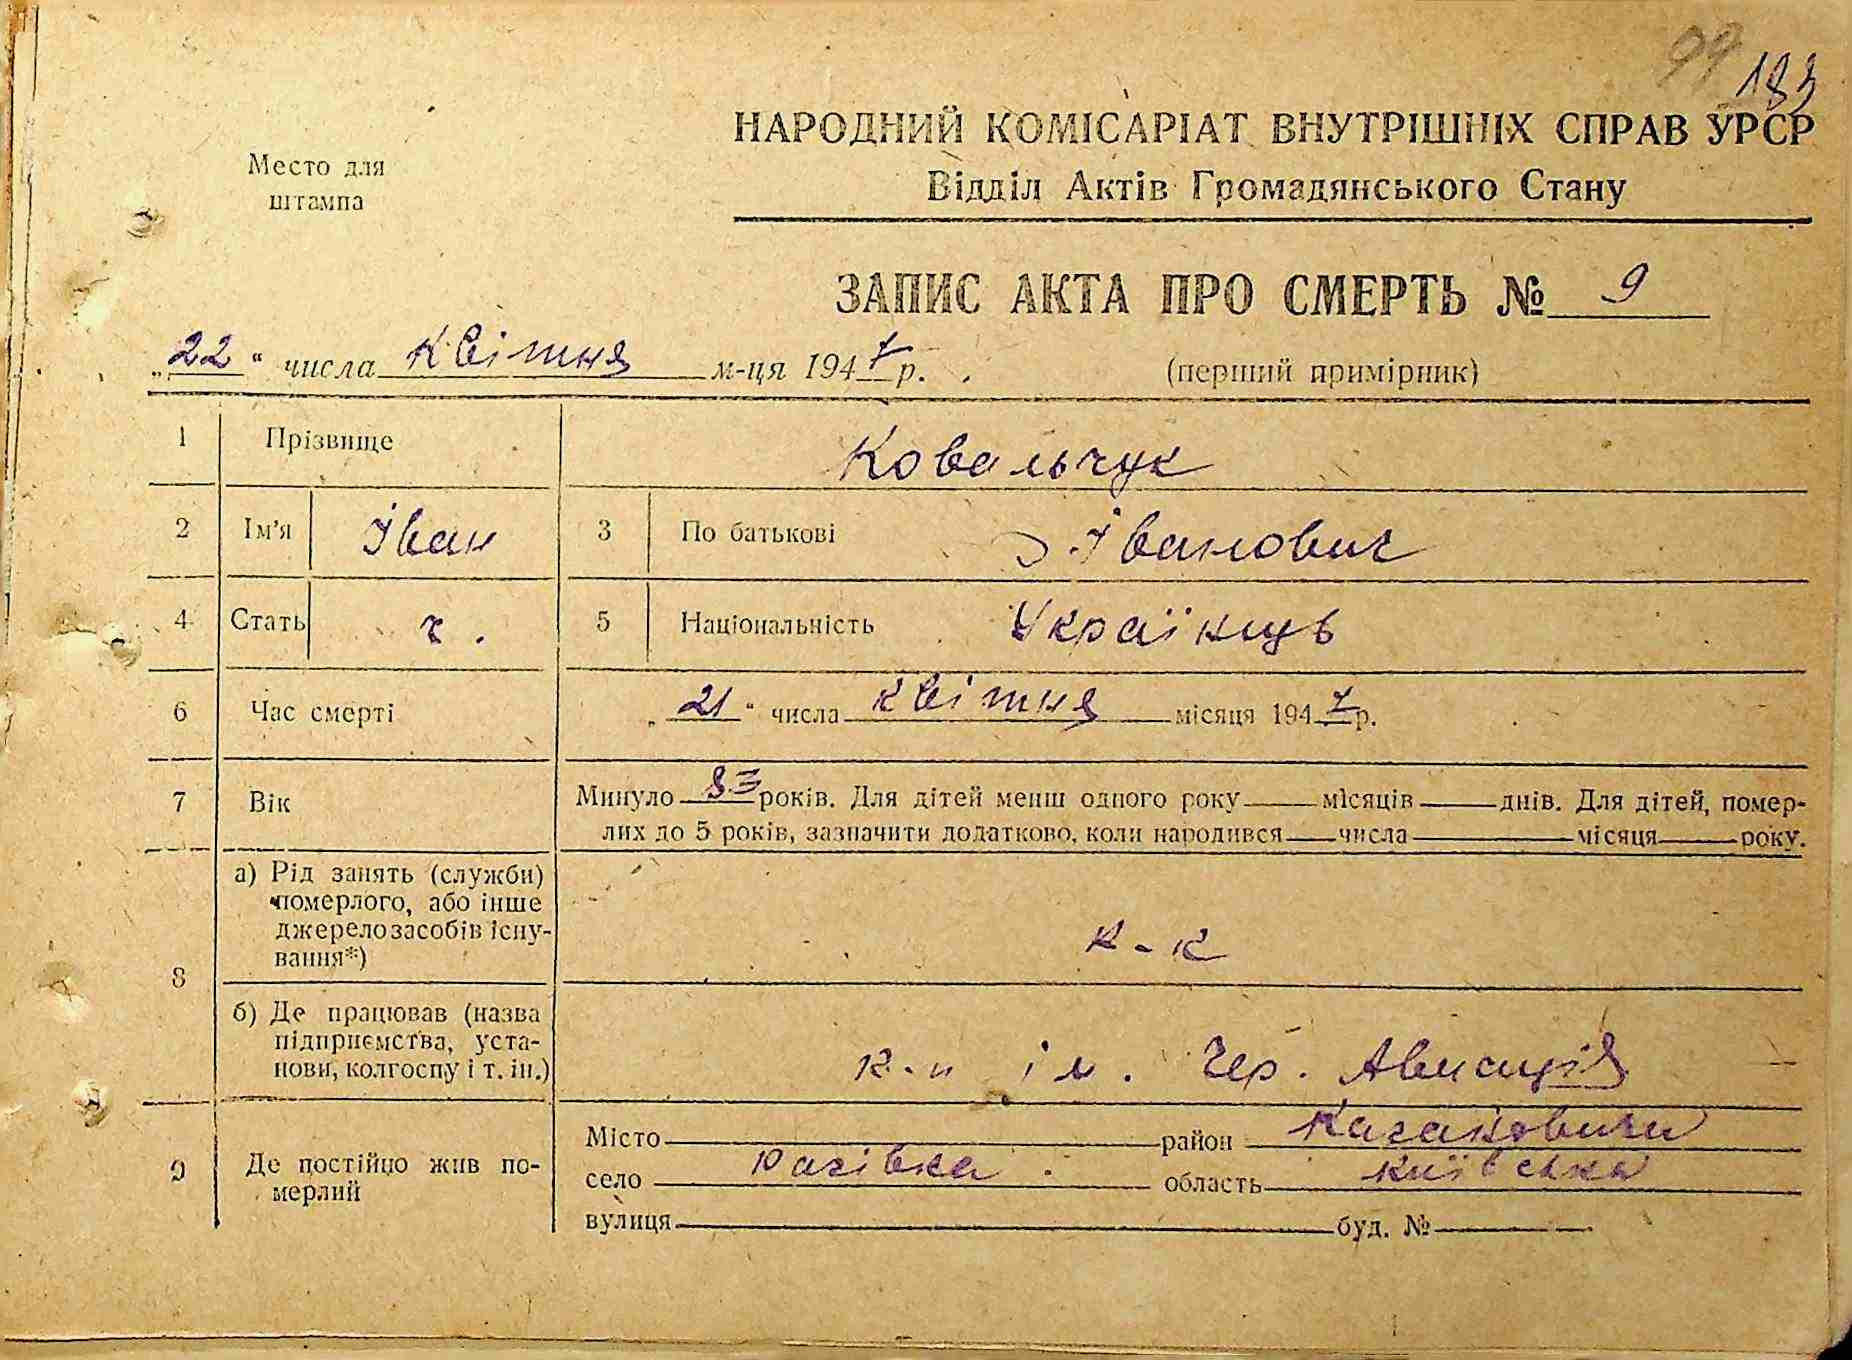 99 183
НАРОДНИЙ КОМІСАРІАТ ВНУТРІШНІХ СПРАВ УРСР
Место для
штампа
Відділ Актів Громадянського Стану
ЗАПИС АКТА ПРО СМЕРТЬ № 9
„22“ числа квітня м-ця 1947 р. (перший примірник)
1 Прізвище Ковальчук
2 Ім'я Іван 3 По батькові Іванович
4 Стать ч. 5 Національність Українець
6 Час смерті „21“ числа квітня місяця 1947 р.
7 Вік Минуло 83 років. Для дітей менш одного року місяців днів. Для дітей, помер-
лих до 5 років, зазначити додатково, коли народився числа місяця року.
8 а) Рід занять (служби)
померлого, або інше
джерело засобів існу-
вання*) к-к
б) Де працював (назва
підприємства, уста-
нови, колгоспу і т. ін.) к-п ім. Чер. Авиація
9 Де постійно жив по-
мерлий
Місто район Кагановичи
село область Київська
вулиця буд. №